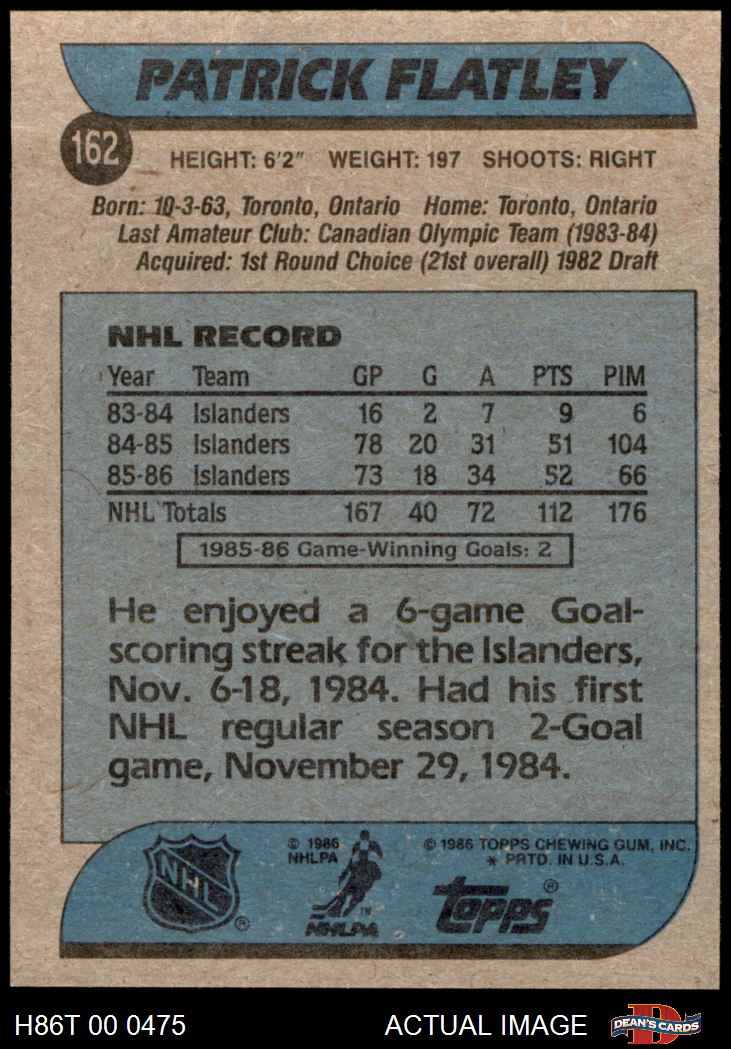 PATRICK FLATLEY
162
HEIGHT: 6'2" WEIGHT: 197 SHOOTS: RIGHT
Born: 10-3-63, Toronto, Ontario Home: Toronto, Ontario
Last Amateur Club: Canadian Olympic Team (1983-84)
Acquired: 1st Round Choice (21st overall) 1982 Draft
NHL RECORD
Year Team GP G A PTS PIM
83-84 Islanders 16 2 7 9 6
84-85 Islanders 78 20 31 51 104
85-86 Islanders 73 18 34 52 66
NHL Totals 167 40 72 112 176
1985-86 Game-Winning Goals: 2
He enjoyed a 6-game Goal-
scoring streak for the Islanders,
Nov. 6-18, 1984. Had his first
NHL regular season 2-Goal
game, November 29, 1984.
NHL ®
© 1986
NHLPA
NHLPA
© 1986 TOPPS CHEWING GUM, INC.
* PRTD. IN U.S.A.
topps ®
H86T 00 0475 ACTUAL IMAGE
D
DEAN'S CARDS